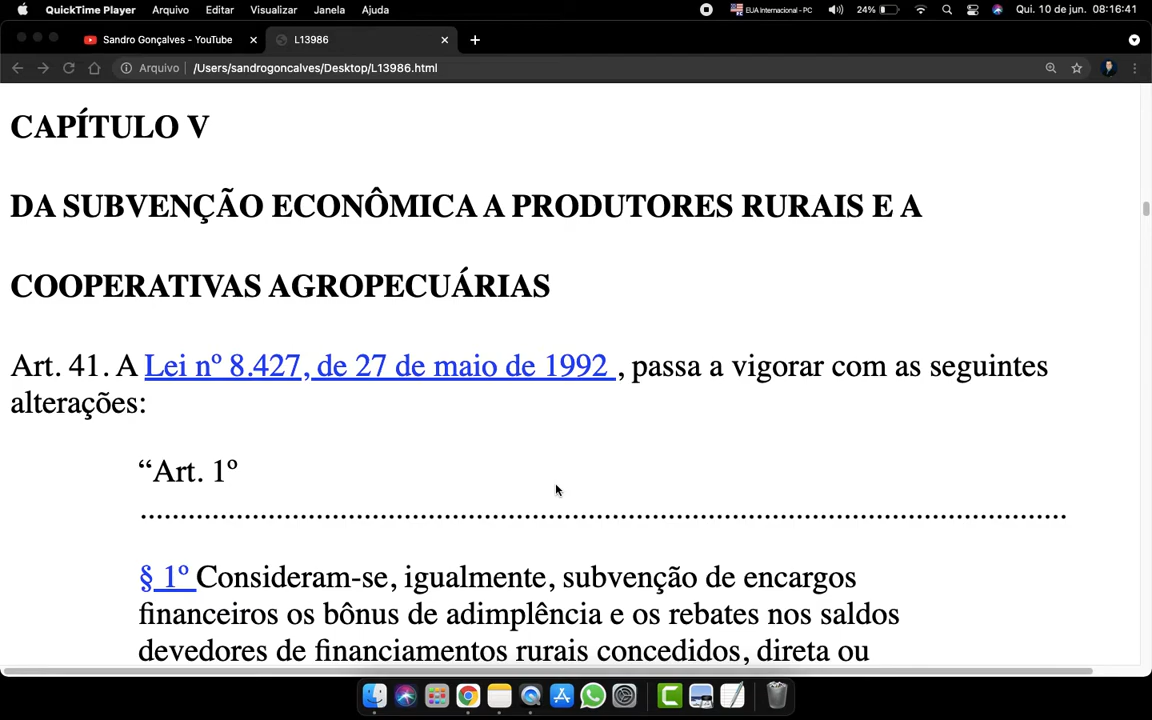 QuickTime Player Arquivo Editar Visualizar Janela Ajuda EUA Internacional - PC 24% Qui. 10 de jun. 08:16:41
Sandro Gonçalves - YouTube L13986
Arquivo /Users/sandrogoncalves/Desktop/L13986.html
CAPÍTULO V
DA SUBVENÇÃO ECONÔMICA A PRODUTORES RURAIS E A
COOPERATIVAS AGROPECUÁRIAS
Art. 41. A Lei nº 8.427, de 27 de maio de 1992 , passa a vigorar com as seguintes
alterações:
“Art. 1º
....................................................................................................................
§ 1º Consideram-se, igualmente, subvenção de encargos
financeiros os bônus de adimplência e os rebates nos saldos
devedores de financiamentos rurais concedidos, direta ou